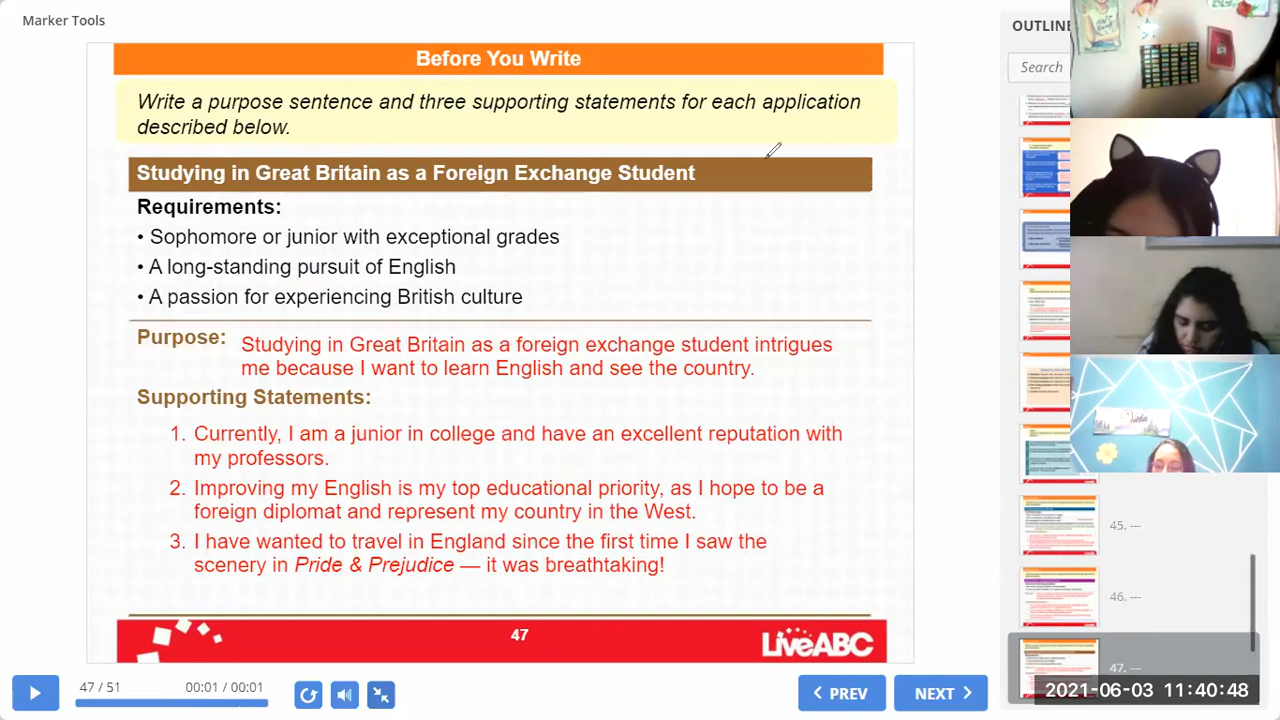 Marker Tools
Before You Write
Write a purpose sentence and three supporting statements for each application
described below.
Studying in Great Britain as a Foreign Exchange Student
Requirements:
• Sophomore or junior with exceptional grades
• A long-standing pursuit of English
• A passion for experiencing British culture
Purpose: Studying in Great Britain as a foreign exchange student intrigues
me because I want to learn English and see the country.
Supporting Statements:
1. Currently, I am a junior in college and have an excellent reputation with
my professors.
2. Improving my English is my top educational priority, as I hope to be a
foreign diplomat and represent my country in the West.
3. I have wanted to travel in England since the first time I saw the
scenery in Pride & Prejudice — it was breathtaking!
47
LiveABC
47 / 51
00:01 / 00:01
PREV
NEXT
OUTLINE
Search
45. —
46. —
47. —
2021-06-03 11:40:48